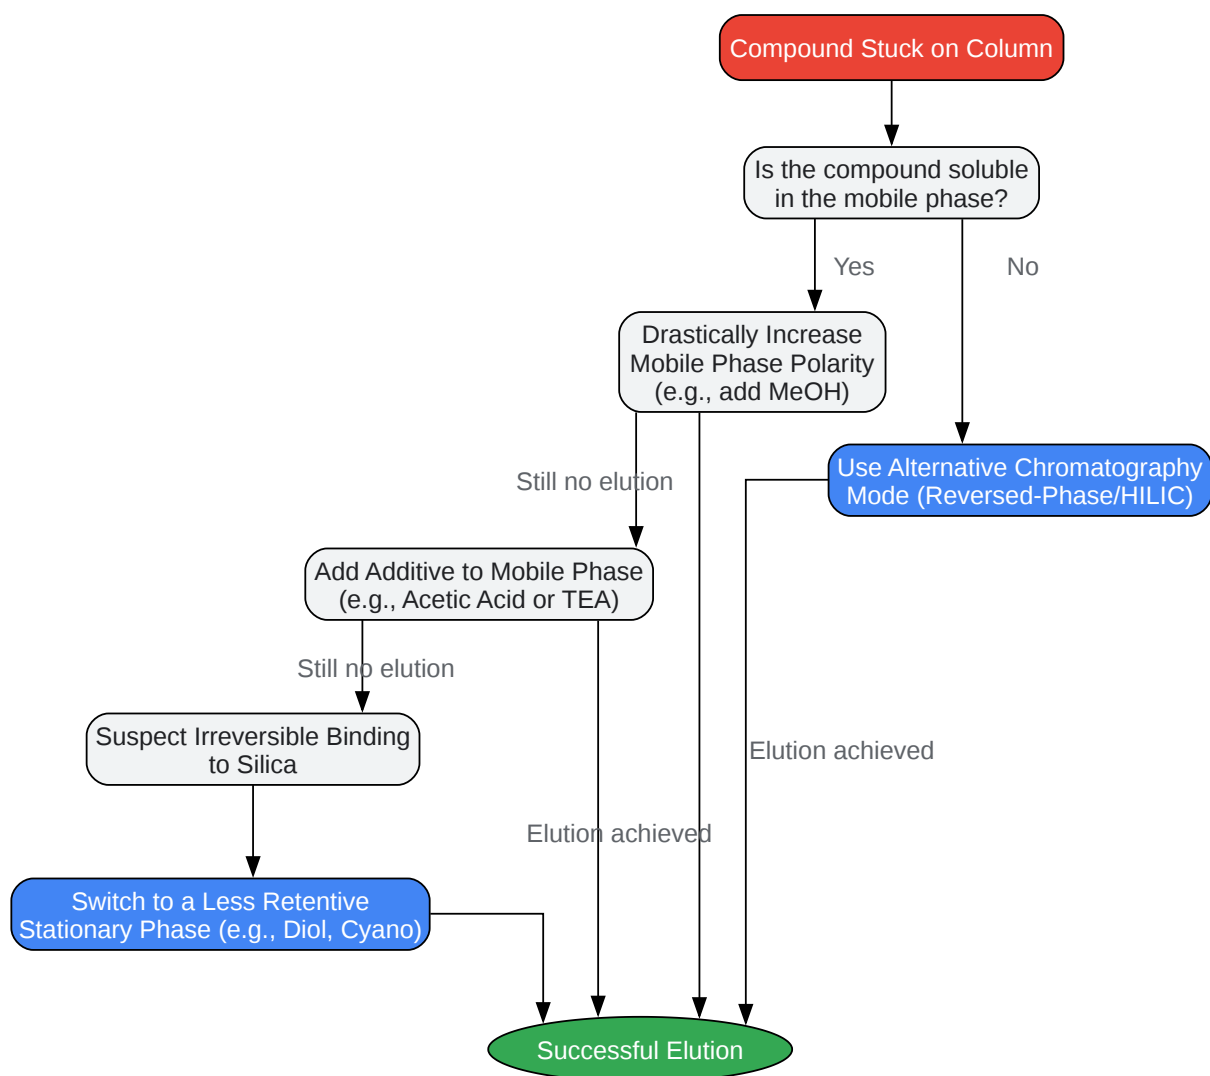 Compound Stuck on Column
Is the compound soluble
in the mobile phase?
Yes
No
Drastically Increase
Mobile Phase Polarity
(e.g., add MeOH)
Use Alternative Chromatography
Mode (Reversed-Phase/HILIC)
Still no elution
Add Additive to Mobile Phase
(e.g., Acetic Acid or TEA)
Still no elution
Suspect Irreversible Binding
to Silica
Elution achieved
Elution achieved
Switch to a Less Retentive
Stationary Phase (e.g., Diol, Cyano)
Successful Elution